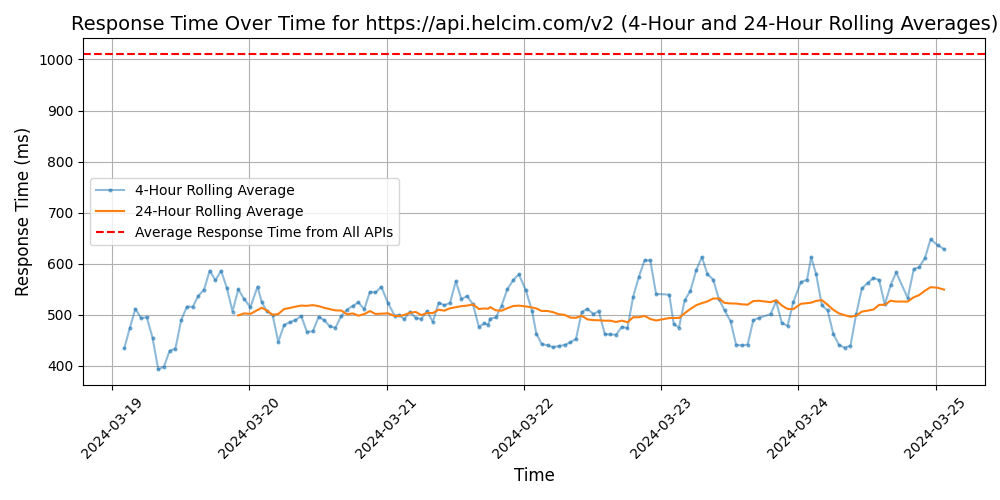 Response Time Over Time for https://api.helcim.com/v2 (4-Hour and 24-Hour Rolling Averages)
Response Time (ms)
1000
900
800
700
600
500
400
4-Hour Rolling Average
24-Hour Rolling Average
Average Response Time from All APIs
2024-03-19
2024-03-20
2024-03-21
2024-03-22
2024-03-23
2024-03-24
2024-03-25
Time